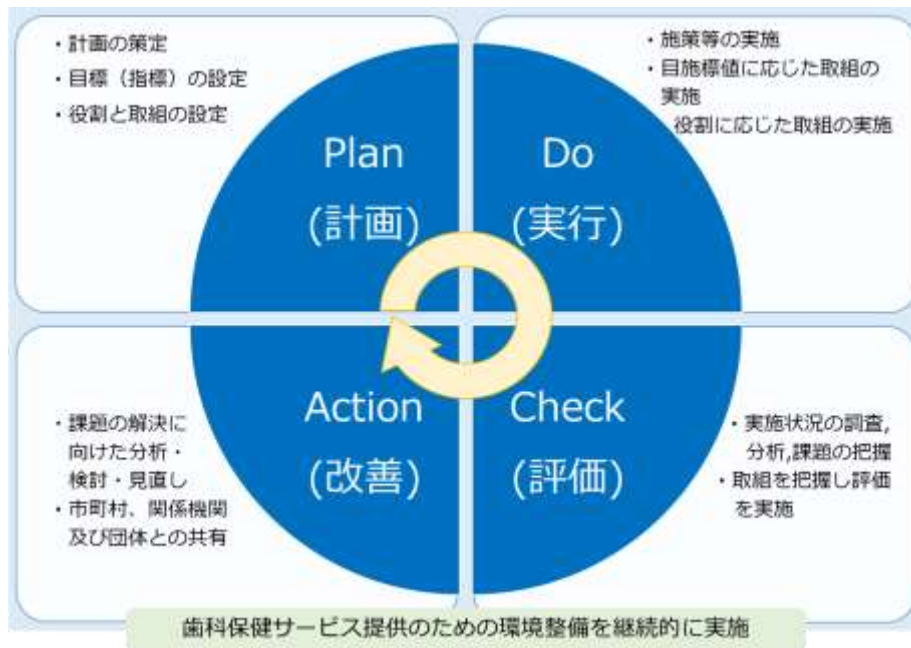 ・計画の策定
・目標（指標）の設定
・役割と取組の設定
Plan
(計画)
・施策等の実施
・目施標値に応じた取組の
実施
役割に応じた取組の実施
Do
(実行)
・課題の解決に
向けた分析・
検討・見直し
・市町村、関係機関
及び団体との共有
Action
(改善)
Check
(評価)
・実施状況の調査,
分析,課題の把握
・取組を把握し評価
を実施
歯科保健サービス提供のための環境整備を継続的に実施